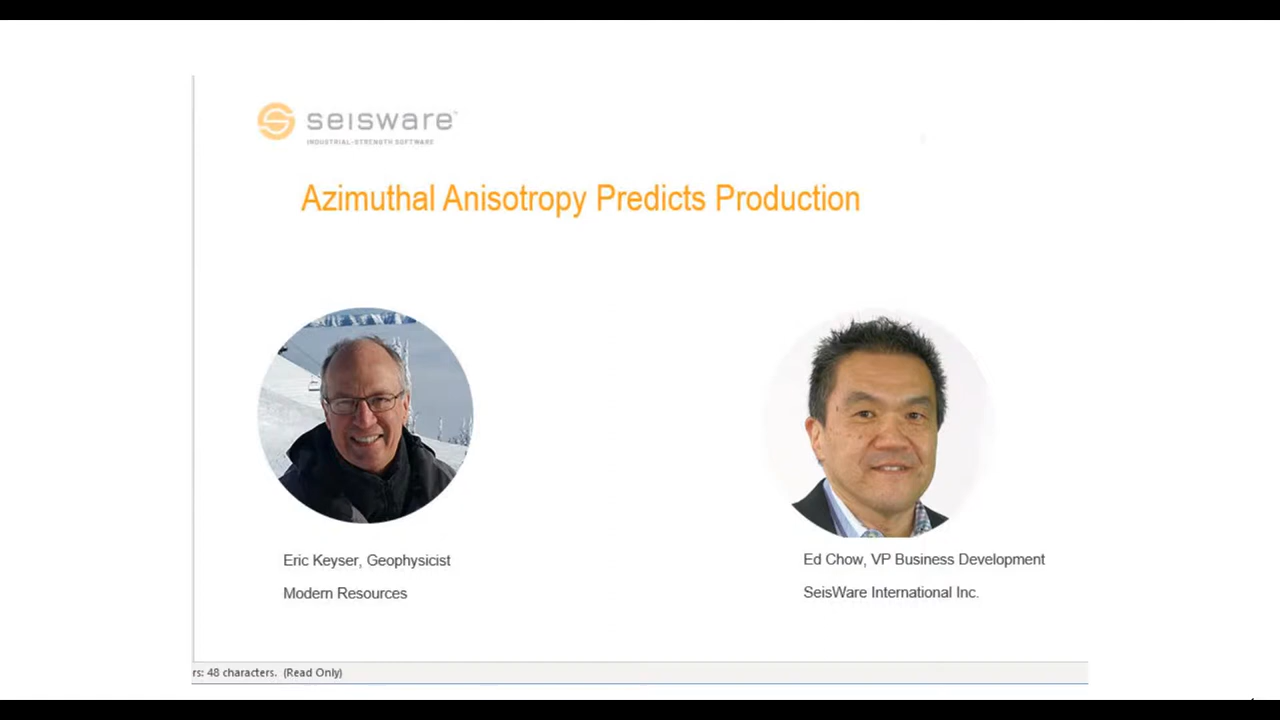 seisware™
INDUSTRIAL-STRENGTH SOFTWARE
Azimuthal Anisotropy Predicts Production
Eric Keyser, Geophysicist
Modern Resources
Ed Chow, VP Business Development
SeisWare International Inc.
rs: 48 characters. (Read Only)